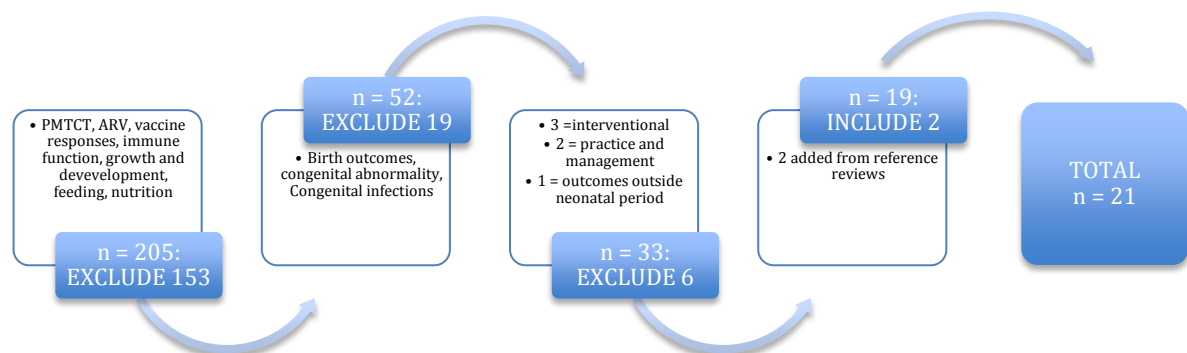 • PMTCT, ARV, vaccine
responses, immune
function, growth and
devevelopment,
feeding, nutrition
n = 205:
EXCLUDE 153
n = 52:
EXCLUDE 19
• Birth outcomes,
congenital abnormality,
Congenital infections
• 3 =interventional
• 2 = practice and
management
• 1 = outcomes outside
neonatal period
n = 33:
EXCLUDE 6
n = 19:
INCLUDE 2
• 2 added from reference
reviews
TOTAL
n = 21